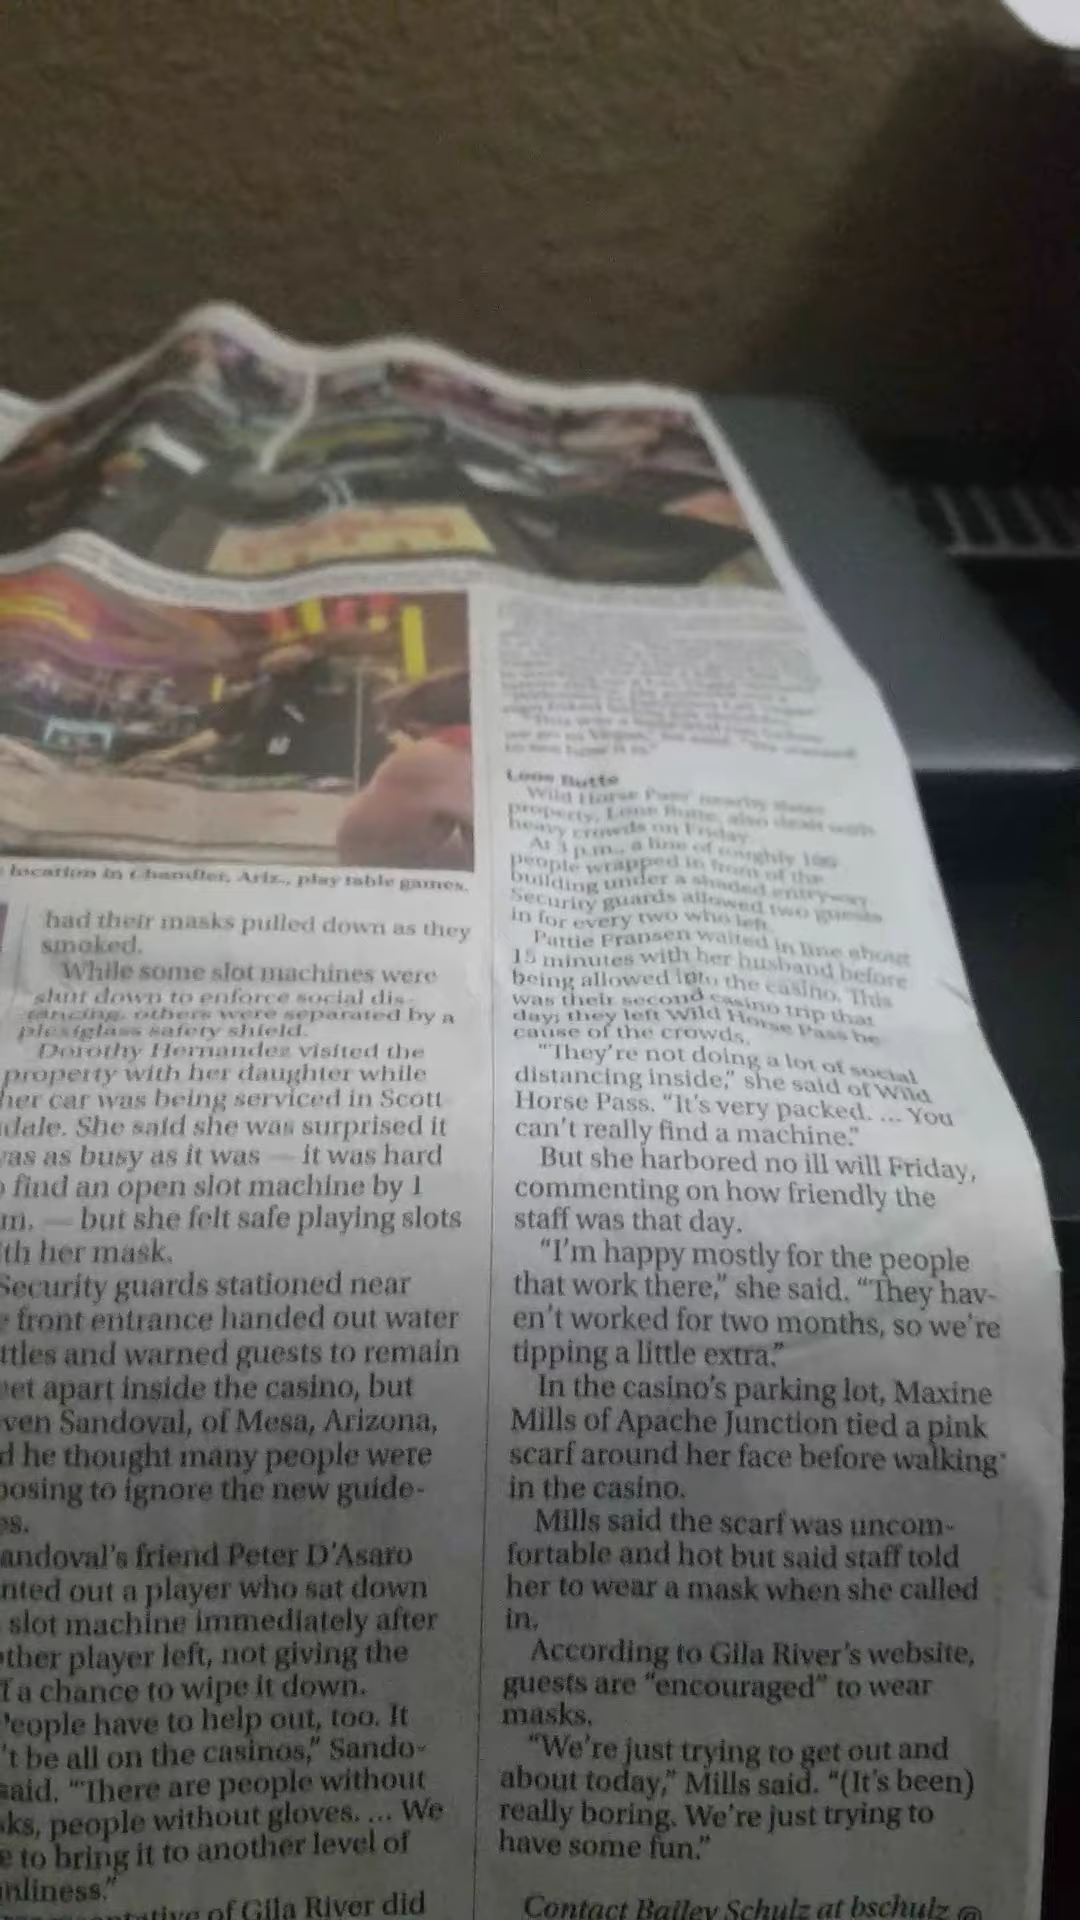 location in Chandler, Ariz., play table games.
had their masks pulled down as they
smoked.
While some slot machines were
shut down to enforce social dis-
tancing, others were separated by a
plexiglass safety shield.
Dorothy Hernandez visited the
property with her daughter while
her car was being serviced in Scott
dale. She said she was surprised it
as as busy as it was — it was hard
find an open slot machine by 1
m. — but she felt safe playing slots
th her mask.
Security guards stationed near
front entrance handed out water
ttles and warned guests to remain
et apart inside the casino, but
ven Sandoval, of Mesa, Arizona,
d he thought many people were
osing to ignore the new guide-
es.
andoval's friend Peter D'Asaro
nted out a player who sat down
slot machine immediately after
ther player left, not giving the
f a chance to wipe it down.
'eople have to help out, too. It
't be all on the casinos," Sando-
said. "There are people without
ks, people without gloves. ... We
e to bring it to another level of
nliness."
tative of Gila River did
to see how it is."
Lone Butte
Wild Horse Pass' nearby sister
property, Lone Butte, also dealt with
heavy crowds on Friday.
At 3 p.m., a line of roughly 100
people wrapped in front of the
building under a shaded entryway.
Security guards allowed two guests
in for every two who left.
Pattie Fransen waited in line about
15 minutes with her husband before
being allowed into the casino. This
was their second casino trip that
day; they left Wild Horse Pass be
cause of the crowds.
"They're not doing a lot of social
distancing inside," she said of Wild
Horse Pass. "It's very packed. ... You
can't really find a machine."
But she harbored no ill will Friday,
commenting on how friendly the
staff was that day.
"I'm happy mostly for the people
that work there," she said. "They hav-
en't worked for two months, so we're
tipping a little extra."
In the casino's parking lot, Maxine
Mills of Apache Junction tied a pink
scarf around her face before walking
in the casino.
Mills said the scarf was uncom-
fortable and hot but said staff told
her to wear a mask when she called
in.
According to Gila River's website,
guests are "encouraged" to wear
masks.
"We're just trying to get out and
about today," Mills said. "(It's been)
really boring. We're just trying to
have some fun."
Contact Bailey Schulz at bschulz @